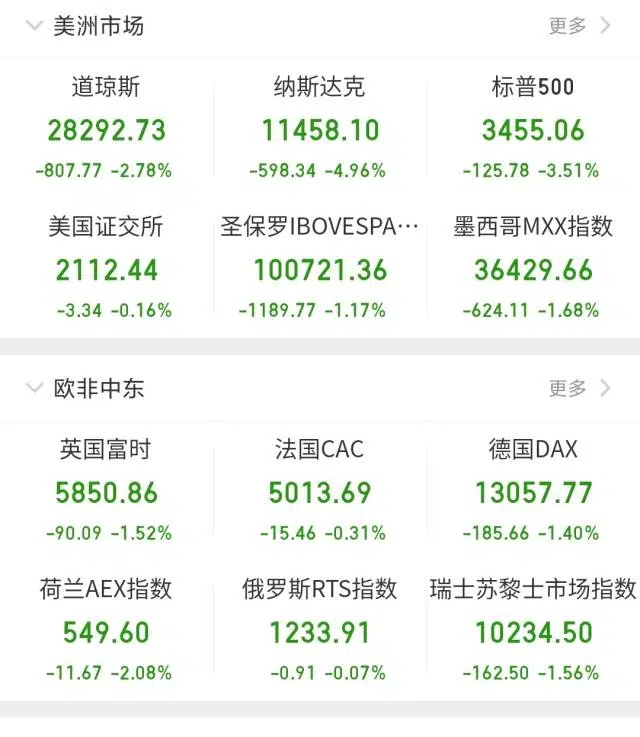 美洲市场 更多
道琼斯 纳斯达克 标普500
28292.73 11458.10 3455.06
-807.77 -2.78% -598.34 -4.96% -125.78 -3.51%
美国证交所 圣保罗IBOVESPA… 墨西哥MXX指数
2112.44 100721.36 36429.66
-3.34 -0.16% -1189.77 -1.17% -624.11 -1.68%
欧非中东 更多
英国富时 法国CAC 德国DAX
5850.86 5013.69 13057.77
-90.09 -1.52% -15.46 -0.31% -185.66 -1.40%
荷兰AEX指数 俄罗斯RTS指数 瑞士苏黎士市场指数
549.60 1233.91 10234.50
-11.67 -2.08% -0.91 -0.07% -162.50 -1.56%